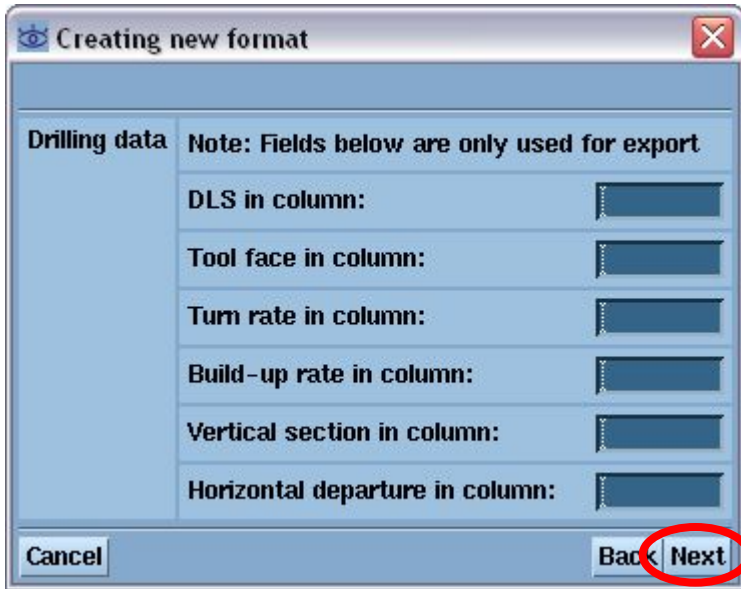 Creating new format
Drilling data
Note: Fields below are only used for export
DLS in column:
Tool face in column:
Turn rate in column:
Build-up rate in column:
Vertical section in column:
Horizontal departure in column:
Cancel
Back
Next